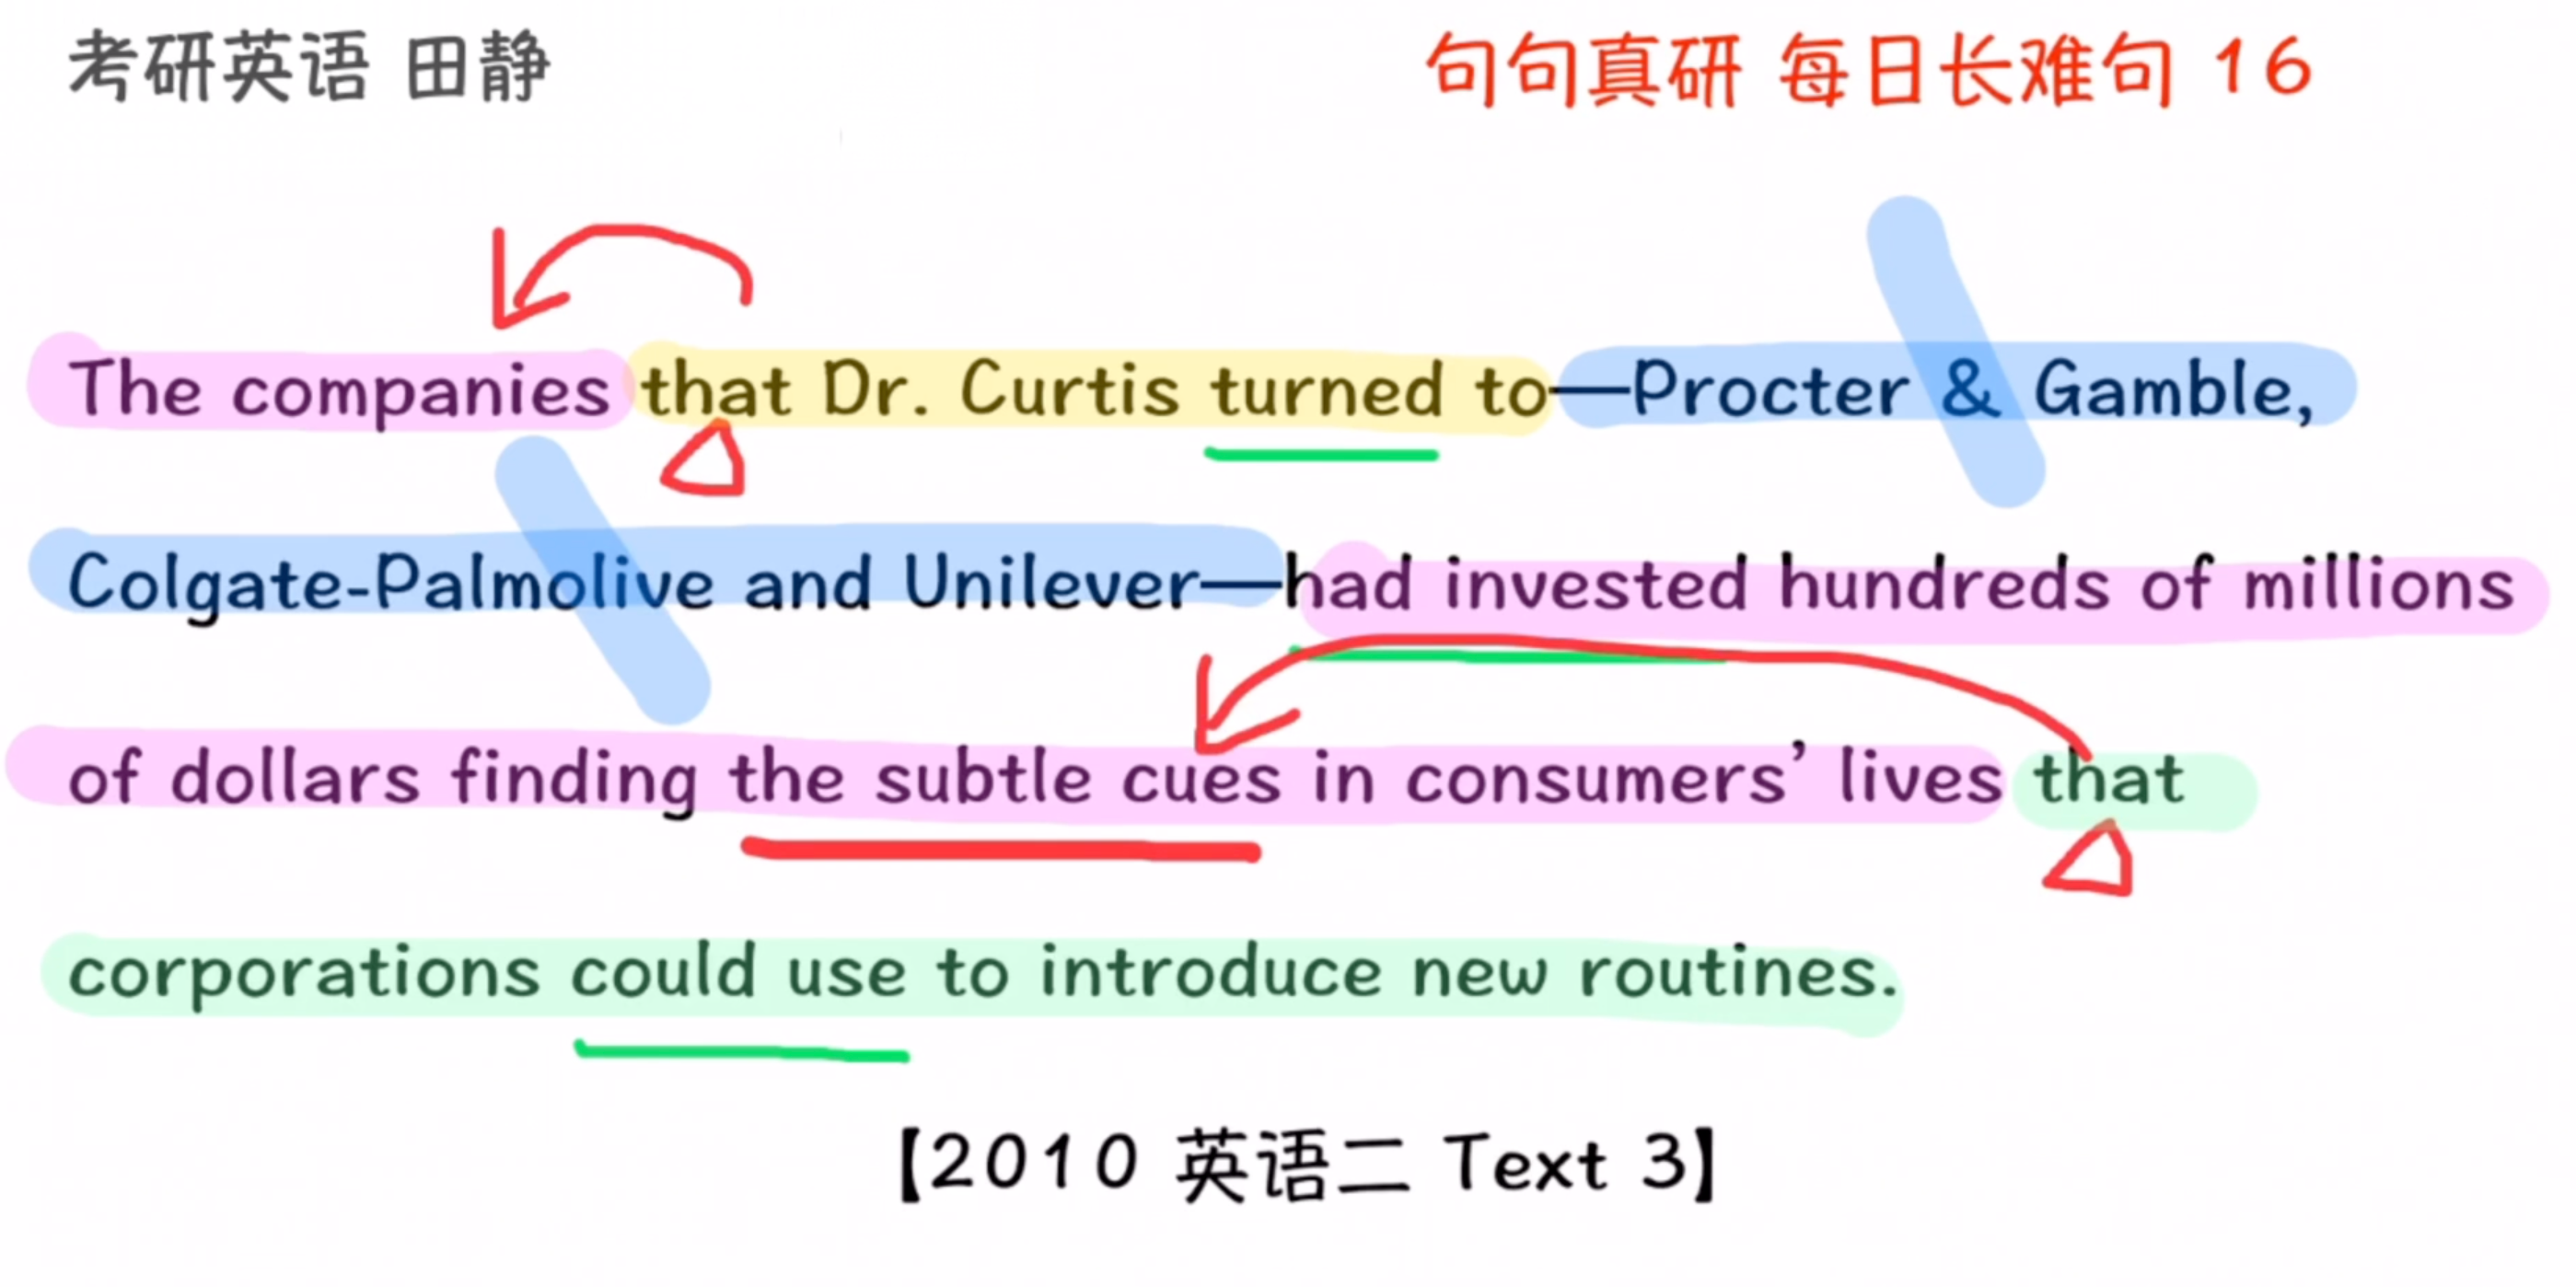 考研英语 田静
句句真研 每日长难句 16
The companies that Dr. Curtis turned to—Procter & Gamble,
Colgate-Palmolive and Unilever—had invested hundreds of millions
of dollars finding the subtle cues in consumers’ lives that
corporations could use to introduce new routines.
【2010 英语二 Text 3】